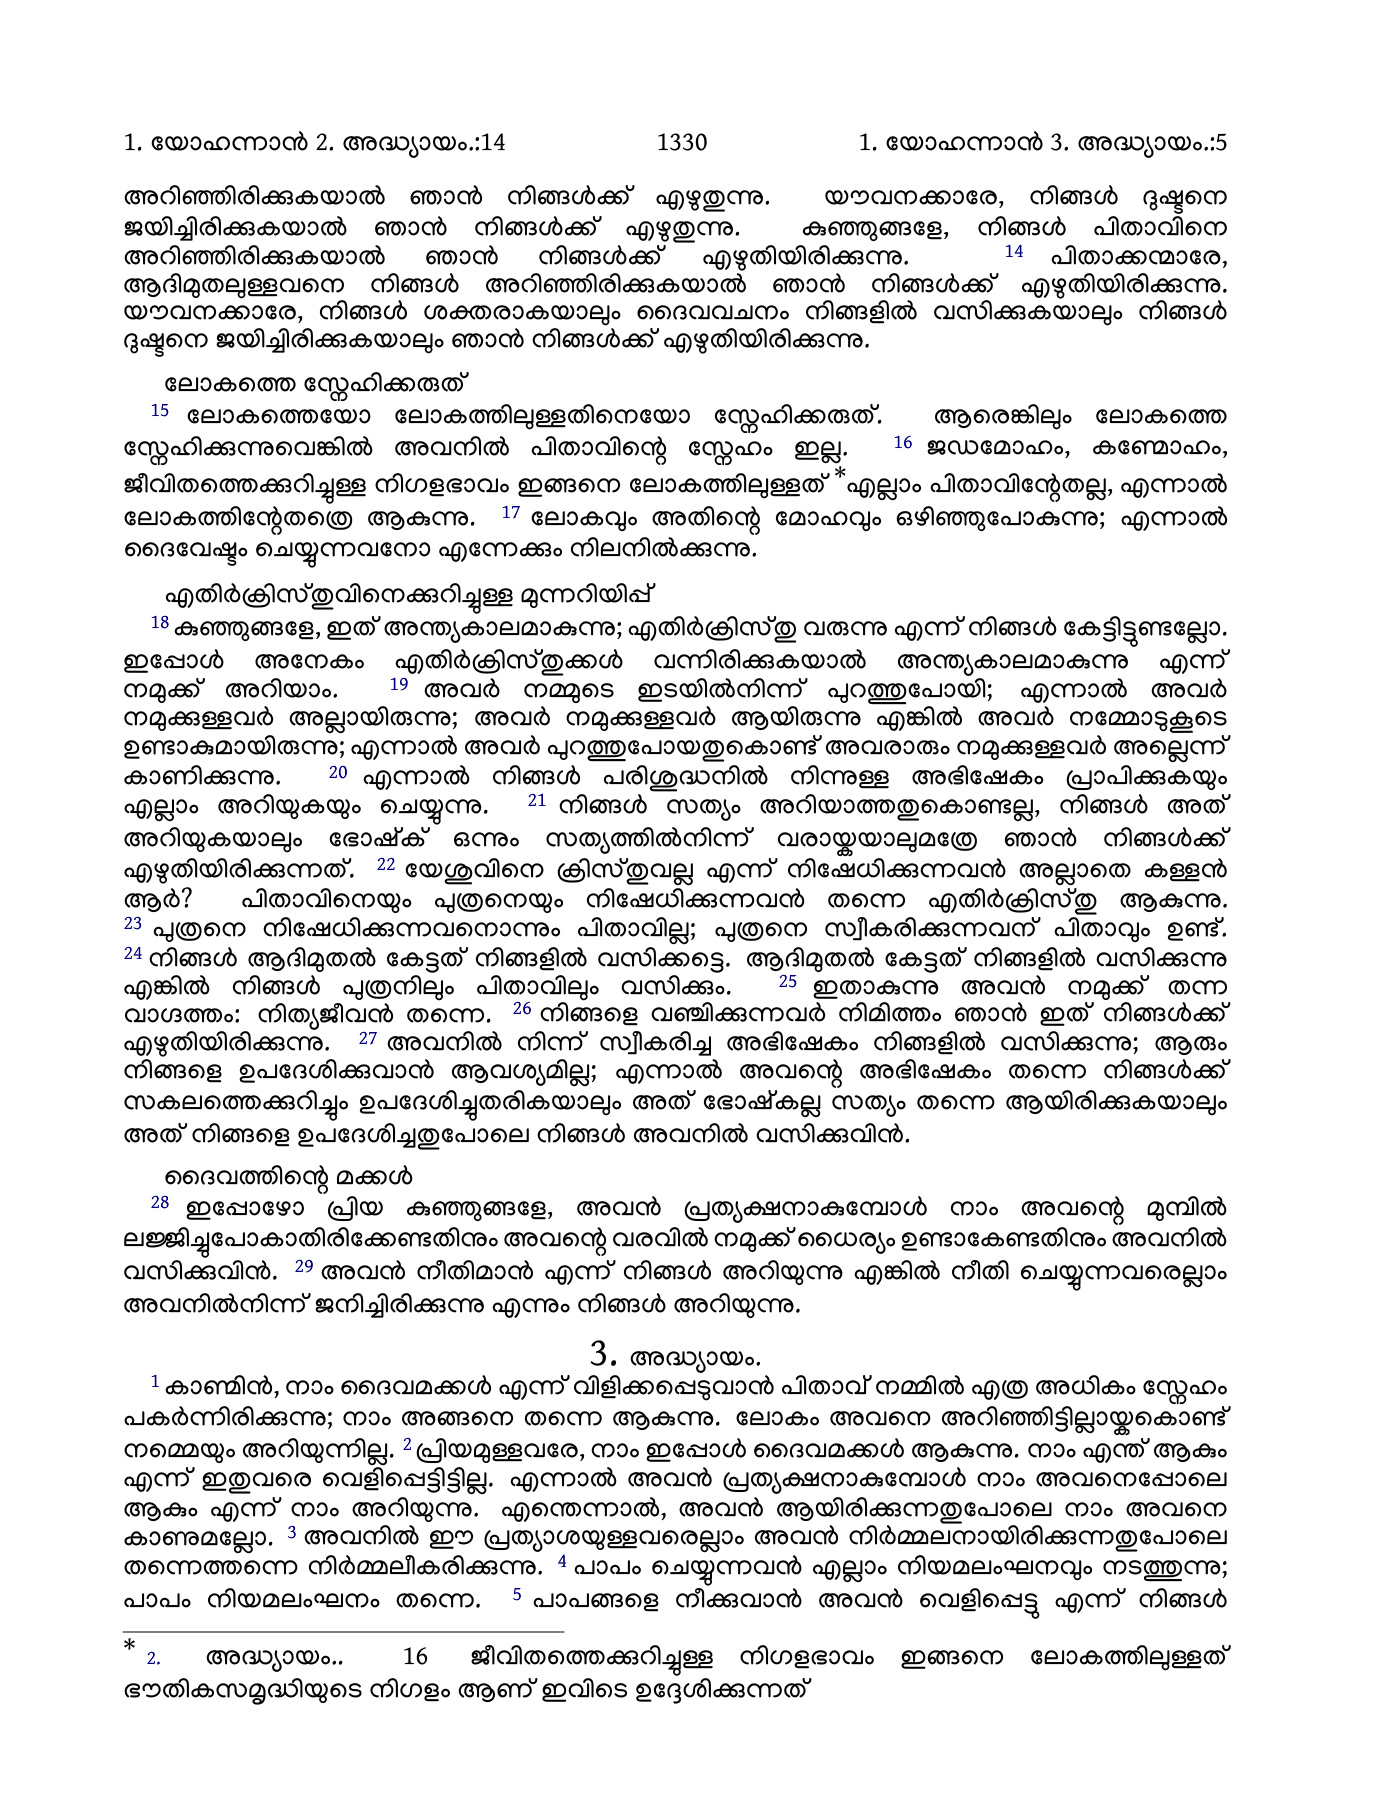 1. യോഹന്നാൻ 2. അദ്ധ്യായം.:14 1330 1. യോഹന്നാൻ 3. അദ്ധ്യായം.:5
അറിഞ്ഞിരിക്കുകയാൽ ഞാൻ നിങ്ങൾക്ക് എഴുതുന്നു. യൗവനക്കാരേ, നിങ്ങൾ ദുഷ്ടനെ
ജയിച്ചിരിക്കുകയാൽ ഞാൻ നിങ്ങൾക്ക് എഴുതുന്നു. കുഞ്ഞുങ്ങളേ, നിങ്ങൾ പിതാവിനെ
അറിഞ്ഞിരിക്കുകയാൽ ഞാൻ നിങ്ങൾക്ക് എഴുതിയിരിക്കുന്നു. 14 പിതാക്കന്മാരേ,
ആദിമുതലുള്ളവനെ നിങ്ങൾ അറിഞ്ഞിരിക്കുകയാൽ ഞാൻ നിങ്ങൾക്ക് എഴുതിയിരിക്കുന്നു.
യൗവനക്കാരേ, നിങ്ങൾ ശക്തരാകയാലും ദൈവവചനം നിങ്ങളിൽ വസിക്കുകയാലും നിങ്ങൾ
ദുഷ്ടനെ ജയിച്ചിരിക്കുകയാലും ഞാൻ നിങ്ങൾക്ക് എഴുതിയിരിക്കുന്നു.
ലോകത്തെ സ്നേഹിക്കരുത്
15 ലോകത്തെയോ ലോകത്തിലുള്ളതിനെയോ സ്നേഹിക്കരുത്. ആരെങ്കിലും ലോകത്തെ
സ്നേഹിക്കുന്നുവെങ്കിൽ അവനിൽ പിതാവിന്റെ സ്നേഹം ഇല്ല. 16 ജഡമോഹം, കണ്മോഹം,
ജീവിതത്തെക്കുറിച്ചുള്ള നിഗളഭാവം ഇങ്ങനെ ലോകത്തിലുള്ളത് *എല്ലാം പിതാവിന്റേതല്ല, എന്നാൽ
ലോകത്തിന്റേതത്രെ ആകുന്നു. 17 ലോകവും അതിന്റെ മോഹവും ഒഴിഞ്ഞുപോകുന്നു; എന്നാൽ
ദൈവേഷ്ടം ചെയ്യുന്നവനോ എന്നേക്കും നിലനിൽക്കുന്നു.
എതിർക്രിസ്തുവിനെക്കുറിച്ചുള്ള മുന്നറിയിപ്പ്
18 കുഞ്ഞുങ്ങളേ, ഇത് അന്ത്യകാലമാകുന്നു; എതിർക്രിസ്തു വരുന്നു എന്ന് നിങ്ങൾ കേട്ടിട്ടുണ്ടല്ലോ.
ഇപ്പോൾ അനേകം എതിർക്രിസ്തുക്കൾ വന്നിരിക്കുകയാൽ അന്ത്യകാലമാകുന്നു എന്ന്
നമുക്ക് അറിയാം. 19 അവർ നമ്മുടെ ഇടയിൽനിന്ന് പുറത്തുപോയി; എന്നാൽ അവർ
നമുക്കുള്ളവർ അല്ലായിരുന്നു; അവർ നമുക്കുള്ളവർ ആയിരുന്നു എങ്കിൽ അവർ നമ്മോടുകൂടെ
ഉണ്ടാകുമായിരുന്നു; എന്നാൽ അവർ പുറത്തുപോയതുകൊണ്ട് അവരാരും നമുക്കുള്ളവർ അല്ലെന്ന്
കാണിക്കുന്നു. 20 എന്നാൽ നിങ്ങൾ പരിശുദ്ധനിൽ നിന്നുള്ള അഭിഷേകം പ്രാപിക്കുകയും
എല്ലാം അറിയുകയും ചെയ്യുന്നു. 21 നിങ്ങൾ സത്യം അറിയാത്തതുകൊണ്ടല്ല, നിങ്ങൾ അത്
അറിയുകയാലും ഭോഷ്ക് ഒന്നും സത്യത്തിൽനിന്ന് വരായ്കയാലുമത്രേ ഞാൻ നിങ്ങൾക്ക്
എഴുതിയിരിക്കുന്നത്. 22 യേശുവിനെ ക്രിസ്തുവല്ല എന്ന് നിഷേധിക്കുന്നവൻ അല്ലാതെ കള്ളൻ
ആർ? പിതാവിനെയും പുത്രനെയും നിഷേധിക്കുന്നവൻ തന്നെ എതിർക്രിസ്തു ആകുന്നു.
23 പുത്രനെ നിഷേധിക്കുന്നവനൊന്നും പിതാവില്ല; പുത്രനെ സ്വീകരിക്കുന്നവന് പിതാവും ഉണ്ട്.
24 നിങ്ങൾ ആദിമുതൽ കേട്ടത് നിങ്ങളിൽ വസിക്കട്ടെ. ആദിമുതൽ കേട്ടത് നിങ്ങളിൽ വസിക്കുന്നു
എങ്കിൽ നിങ്ങൾ പുത്രനിലും പിതാവിലും വസിക്കും. 25 ഇതാകുന്നു അവൻ നമുക്ക് തന്ന
വാഗ്ദത്തം: നിത്യജീവൻ തന്നെ. 26 നിങ്ങളെ വഞ്ചിക്കുന്നവർ നിമിത്തം ഞാൻ ഇത് നിങ്ങൾക്ക്
എഴുതിയിരിക്കുന്നു. 27 അവനിൽ നിന്ന് സ്വീകരിച്ച അഭിഷേകം നിങ്ങളിൽ വസിക്കുന്നു; ആരും
നിങ്ങളെ ഉപദേശിക്കുവാൻ ആവശ്യമില്ല; എന്നാൽ അവന്റെ അഭിഷേകം തന്നെ നിങ്ങൾക്ക്
സകലത്തെക്കുറിച്ചും ഉപദേശിച്ചുതരികയാലും അത് ഭോഷ്കല്ല സത്യം തന്നെ ആയിരിക്കുകയാലും
അത് നിങ്ങളെ ഉപദേശിച്ചതുപോലെ നിങ്ങൾ അവനിൽ വസിക്കുവിൻ.
ദൈവത്തിന്റെ മക്കൾ
28 ഇപ്പോഴോ പ്രിയ കുഞ്ഞുങ്ങളേ, അവൻ പ്രത്യക്ഷനാകുമ്പോൾ നാം അവന്റെ മുമ്പിൽ
ലജ്ജിച്ചുപോകാതിരിക്കേണ്ടതിനും അവന്റെ വരവിൽ നമുക്ക് ധൈര്യം ഉണ്ടാകേണ്ടതിനും അവനിൽ
വസിക്കുവിൻ. 29 അവൻ നീതിമാൻ എന്ന് നിങ്ങൾ അറിയുന്നു എങ്കിൽ നീതി ചെയ്യുന്നവരെല്ലാം
അവനിൽനിന്ന് ജനിച്ചിരിക്കുന്നു എന്നും നിങ്ങൾ അറിയുന്നു.
3. അദ്ധ്യായം.
1 കാണ്മിൻ, നാം ദൈവമക്കൾ എന്ന് വിളിക്കപ്പെടുവാൻ പിതാവ് നമ്മിൽ എത്ര അധികം സ്നേഹം
പകർന്നിരിക്കുന്നു; നാം അങ്ങനെ തന്നെ ആകുന്നു. ലോകം അവനെ അറിഞ്ഞിട്ടില്ലായ്കകൊണ്ട്
നമ്മെയും അറിയുന്നില്ല. 2 പ്രിയമുള്ളവരേ, നാം ഇപ്പോൾ ദൈവമക്കൾ ആകുന്നു. നാം എന്ത് ആകും
എന്ന് ഇതുവരെ വെളിപ്പെട്ടിട്ടില്ല. എന്നാൽ അവൻ പ്രത്യക്ഷനാകുമ്പോൾ നാം അവനെപ്പോലെ
ആകും എന്ന് നാം അറിയുന്നു. എന്തെന്നാൽ, അവൻ ആയിരിക്കുന്നതുപോലെ നാം അവനെ
കാണുമല്ലോ. 3 അവനിൽ ഈ പ്രത്യാശയുള്ളവരെല്ലാം അവൻ നിർമ്മലനായിരിക്കുന്നതുപോലെ
തന്നെത്തന്നെ നിർമ്മലീകരിക്കുന്നു. 4 പാപം ചെയ്യുന്നവൻ എല്ലാം നിയമലംഘനവും നടത്തുന്നു;
പാപം നിയമലംഘനം തന്നെ. 5 പാപങ്ങളെ നീക്കുവാൻ അവൻ വെളിപ്പെട്ടു എന്ന് നിങ്ങൾ
* 2. അദ്ധ്യായം.. 16 ജീവിതത്തെക്കുറിച്ചുള്ള നിഗളഭാവം ഇങ്ങനെ ലോകത്തിലുള്ളത്
ഭൗതികസമൃദ്ധിയുടെ നിഗളം ആണ് ഇവിടെ ഉദ്ദേശിക്കുന്നത്